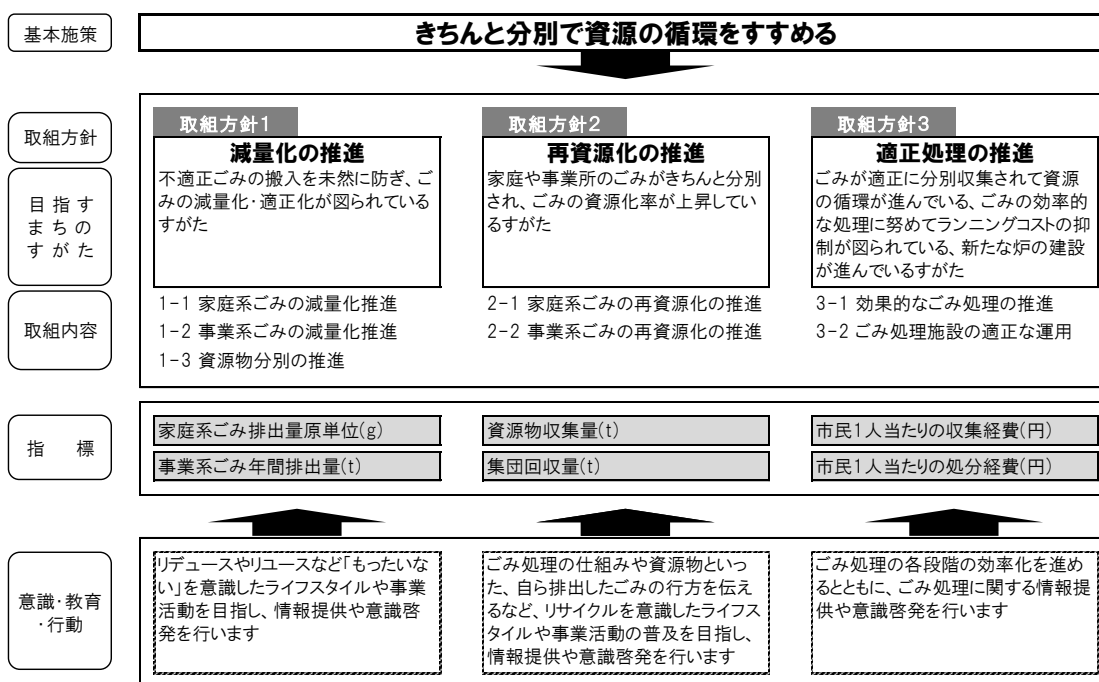 基本施策
きちんと分別で資源の循環をすすめる
取組方針
取組方針1
減量化の推進
取組方針2
再資源化の推進
取組方針3
適正処理の推進
目指す
まちの
すがた
不適正ごみの搬入を未然に防ぎ、ご
みの減量化・適正化が図られている
すがた
家庭や事業所のごみがきちんと分別
され、ごみの資源化率が上昇してい
るすがた
ごみが適正に分別収集されて資源
の循環が進んでいる、ごみの効率的
な処理に努めてランニングコストの抑
制が図られている、新たな炉の建設
が進んでいるすがた
取組内容
1-1 家庭系ごみの減量化推進
1-2 事業系ごみの減量化推進
1-3 資源物分別の推進
2-1 家庭系ごみの再資源化の推進
2-2 事業系ごみの再資源化の推進
3-1 効果的なごみ処理の推進
3-2 ごみ処理施設の適正な運用
指 標
家庭系ごみ排出量原単位(g)
事業系ごみ年間排出量(t)
資源物収集量(t)
集団回収量(t)
市民1人当たりの収集経費(円)
市民1人当たりの処分経費(円)
意識・教育
・行動
リデュースやリユースなど「もったいな
い」を意識したライフスタイルや事業
活動を目指し、情報提供や意識啓
発を行います
ごみ処理の仕組みや資源物といっ
た、自ら排出したごみの行方を伝え
るなど、リサイクルを意識したライフス
タイルや事業活動の普及を目指し、
情報提供や意識啓発を行います
ごみ処理の各段階の効率化を進め
るとともに、ごみ処理に関する情報提
供や意識啓発を行います